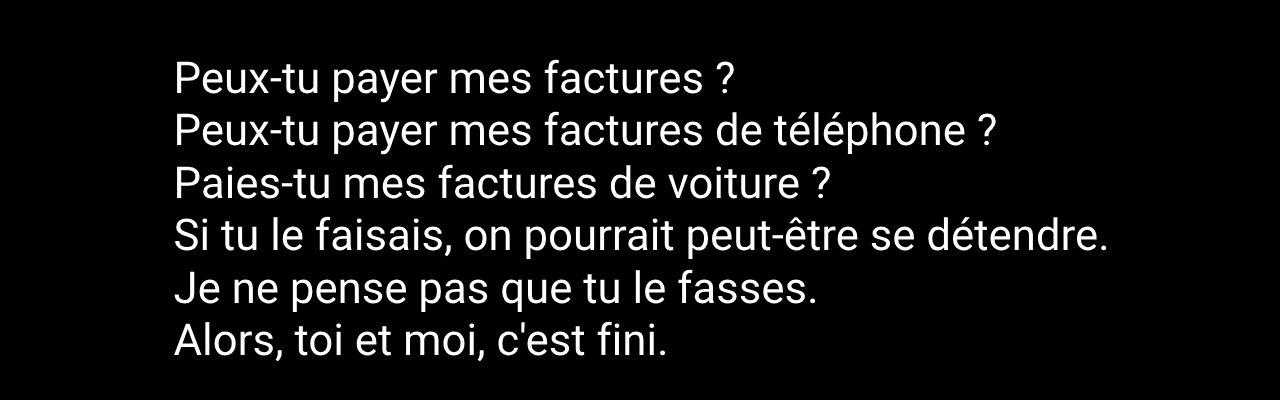 Peux-tu payer mes factures ?
Peux-tu payer mes factures de téléphone ?
Paies-tu mes factures de voiture ?
Si tu le faisais, on pourrait peut-être se détendre.
Je ne pense pas que tu le fasses.
Alors, toi et moi, c'est fini.